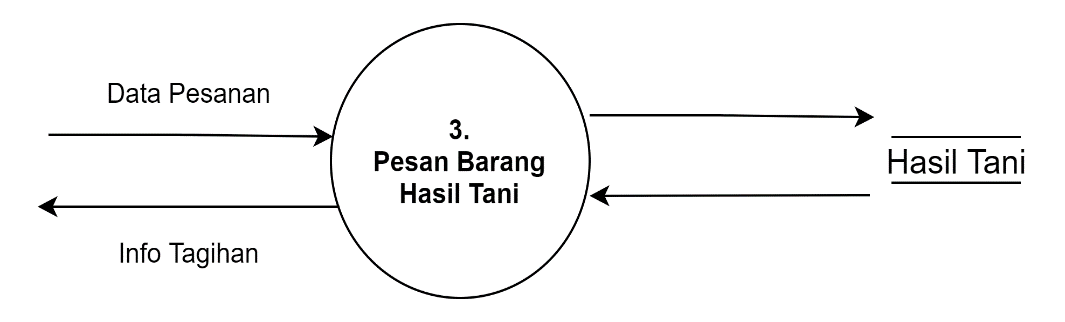 Data Pesanan
3.
Pesan Barang
Hasil Tani
Hasil Tani
Info Tagihan